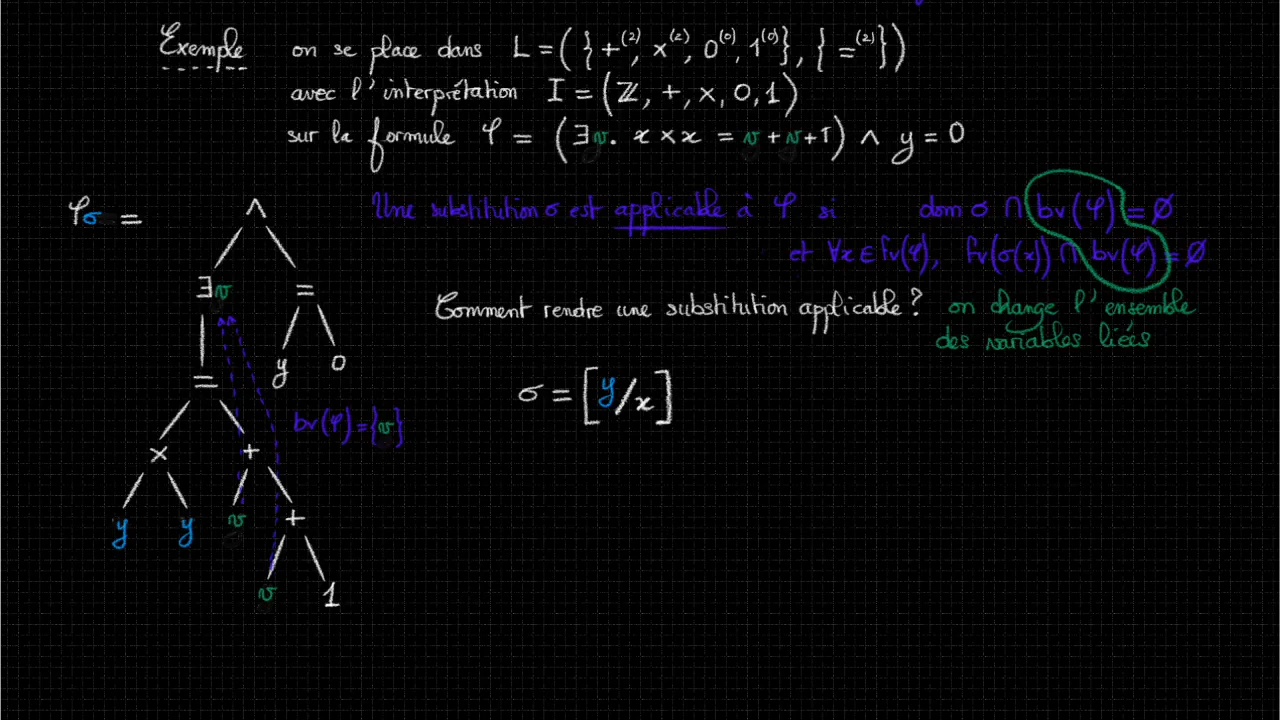 Exemple on se place dans L = ({+⁽²⁾, x⁽²⁾, 0⁽⁰⁾, 1⁽⁰⁾}, {=⁽²⁾})
avec l'interprétation I = (ℤ, +, x, 0, 1)
sur la formule φ = (∃v. x × x = v + v + 1) ∧ y = 0
φσ = ∧
Une substitution σ est applicable à φ si dom σ ∩ bv(φ) = ∅
et ∀x ∈ fv(φ), fv(σ(x)) ∩ bv(φ) = ∅
∃v =
Comment rendre une substitution applicable ? on change l'ensemble
des variables liées
y 0
=
σ = [y/x]
bv(φ) = {v}
× +
y y v +
v 1